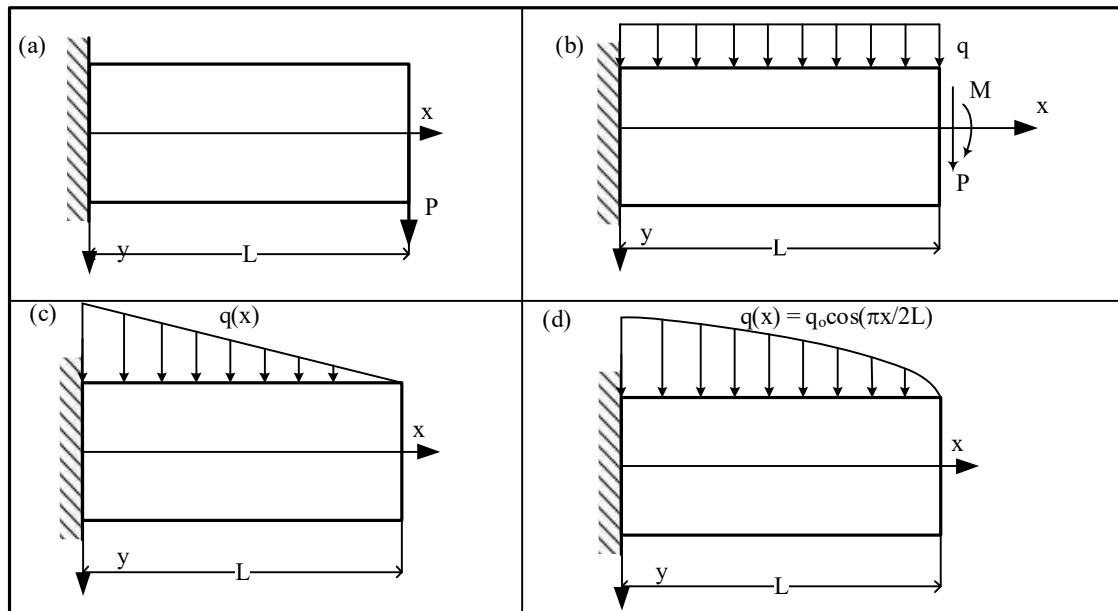 (a)
x
P
y
L
(b)
q
M
x
P
y
L
(c)
q(x)
x
y
L
(d)
q(x) = qₒcos(πx/2L)
x
y
L